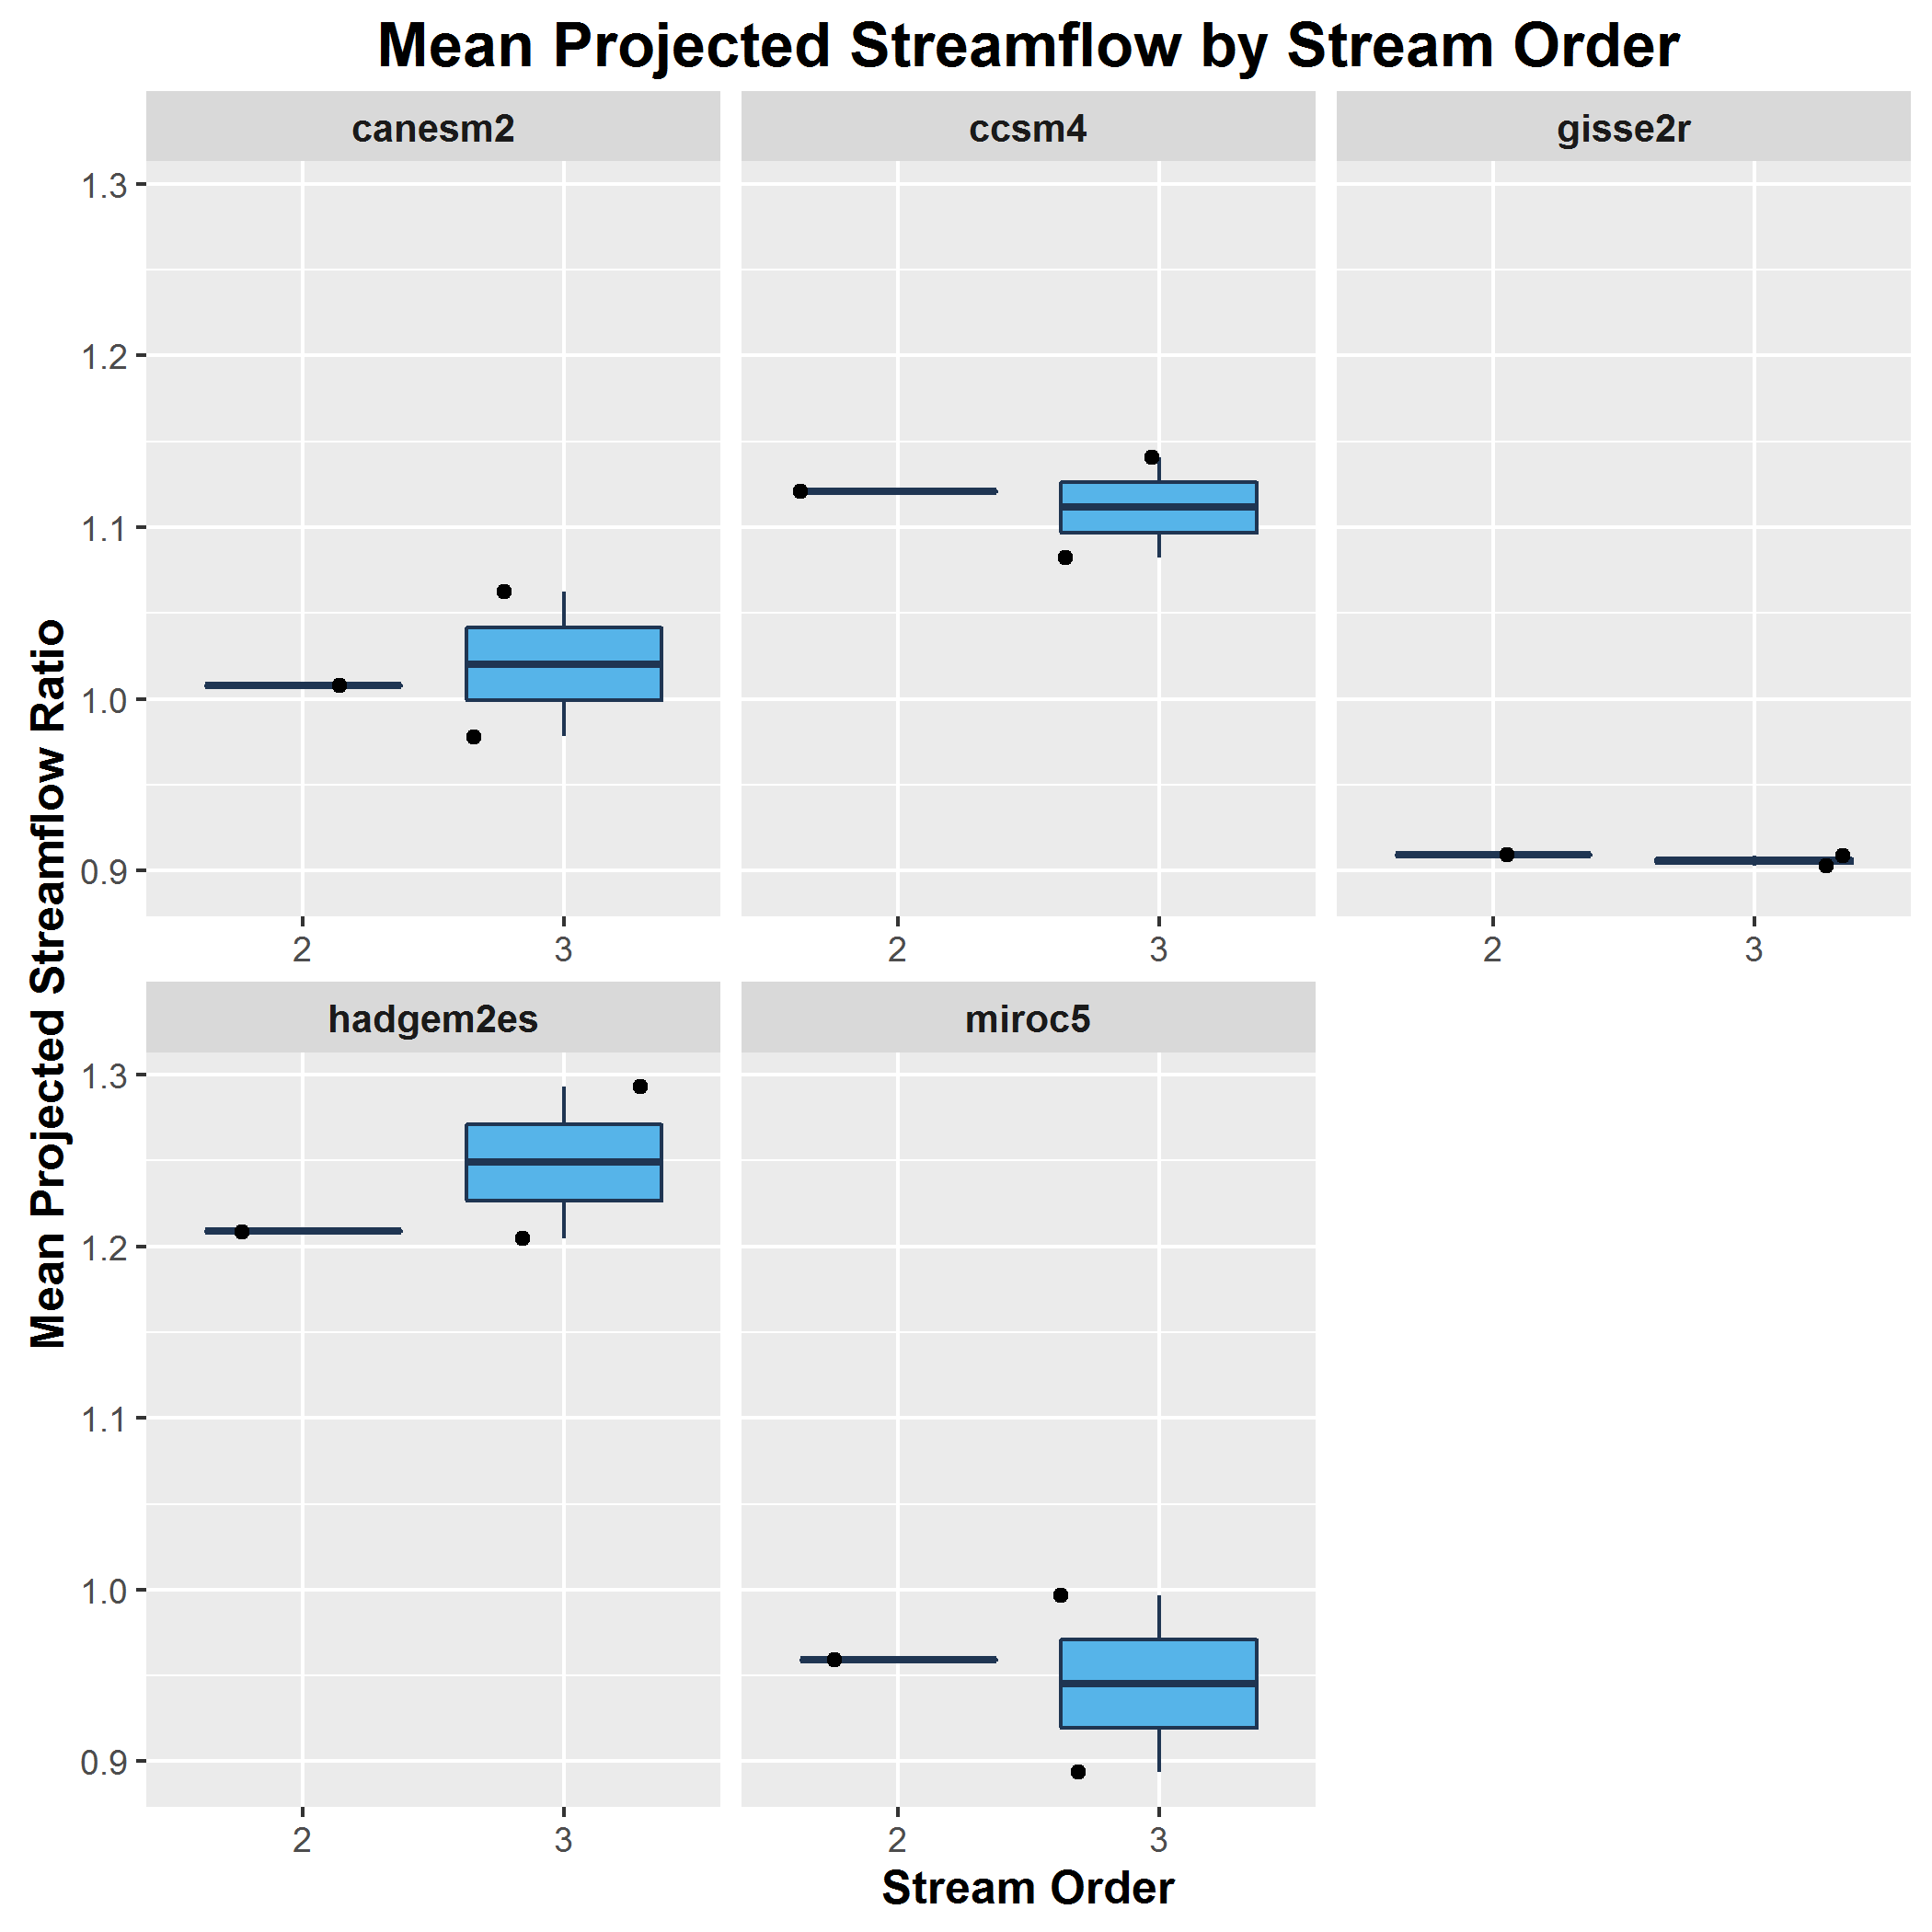 Mean Projected Streamflow by Stream Order
canesm2
ccsm4
gisse2r
1.3
1.2
1.1
1.0
0.9
2
3
2
3
2
3
Mean Projected Streamflow Ratio
hadgem2es
miroc5
1.3
1.2
1.1
1.0
0.9
2
3
2
3
Stream Order